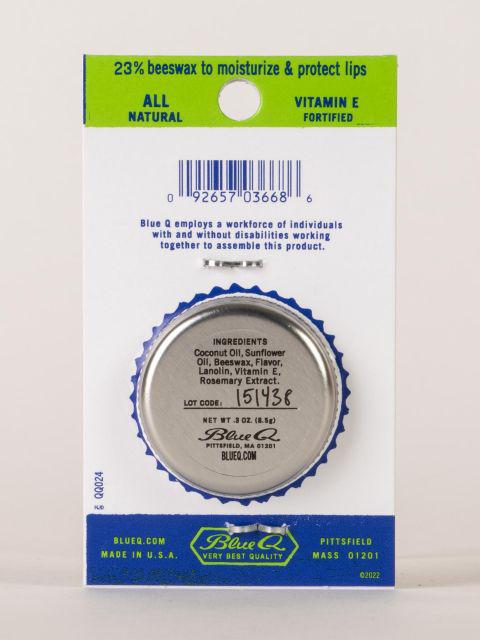 23% beeswax to moisturize & protect lips
ALL
NATURAL
VITAMIN E
FORTIFIED
0 92657 03668 6
Blue Q employs a workforce of individuals
with and without disabilities working
together to assemble this product.
INGREDIENTS
Coconut Oil, Sunflower
Oil, Beeswax, Flavor,
Lanolin, Vitamin E,
Rosemary Extract.
LOT CODE: 151438
NET WT .3 OZ. (8.5g)
Blue Q
PITTSFIELD, MA 01201
BLUEQ.COM
QQ024
BLUEQ.COM
MADE IN U.S.A.
Blue Q
VERY BEST QUALITY
PITTSFIELD
MASS 01201
©2022